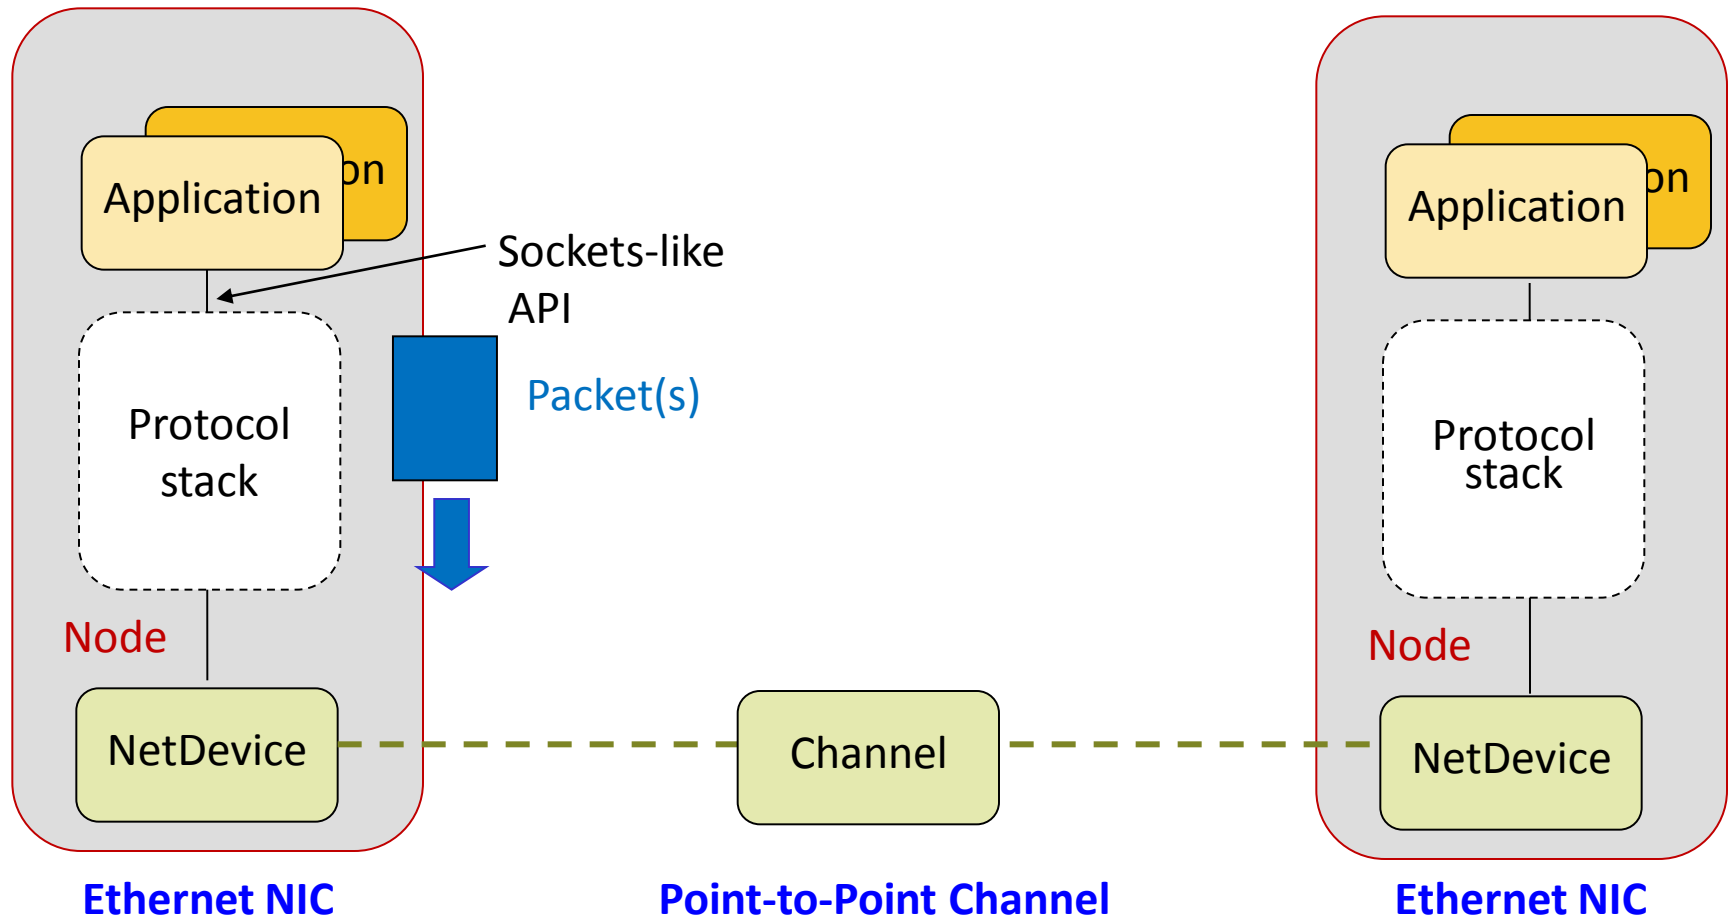 Application
on
Sockets-like
API
Packet(s)
Protocol
stack
Node
NetDevice
Ethernet NIC
Channel
Point-to-Point Channel
Application
on
Protocol
stack
Node
NetDevice
Ethernet NIC